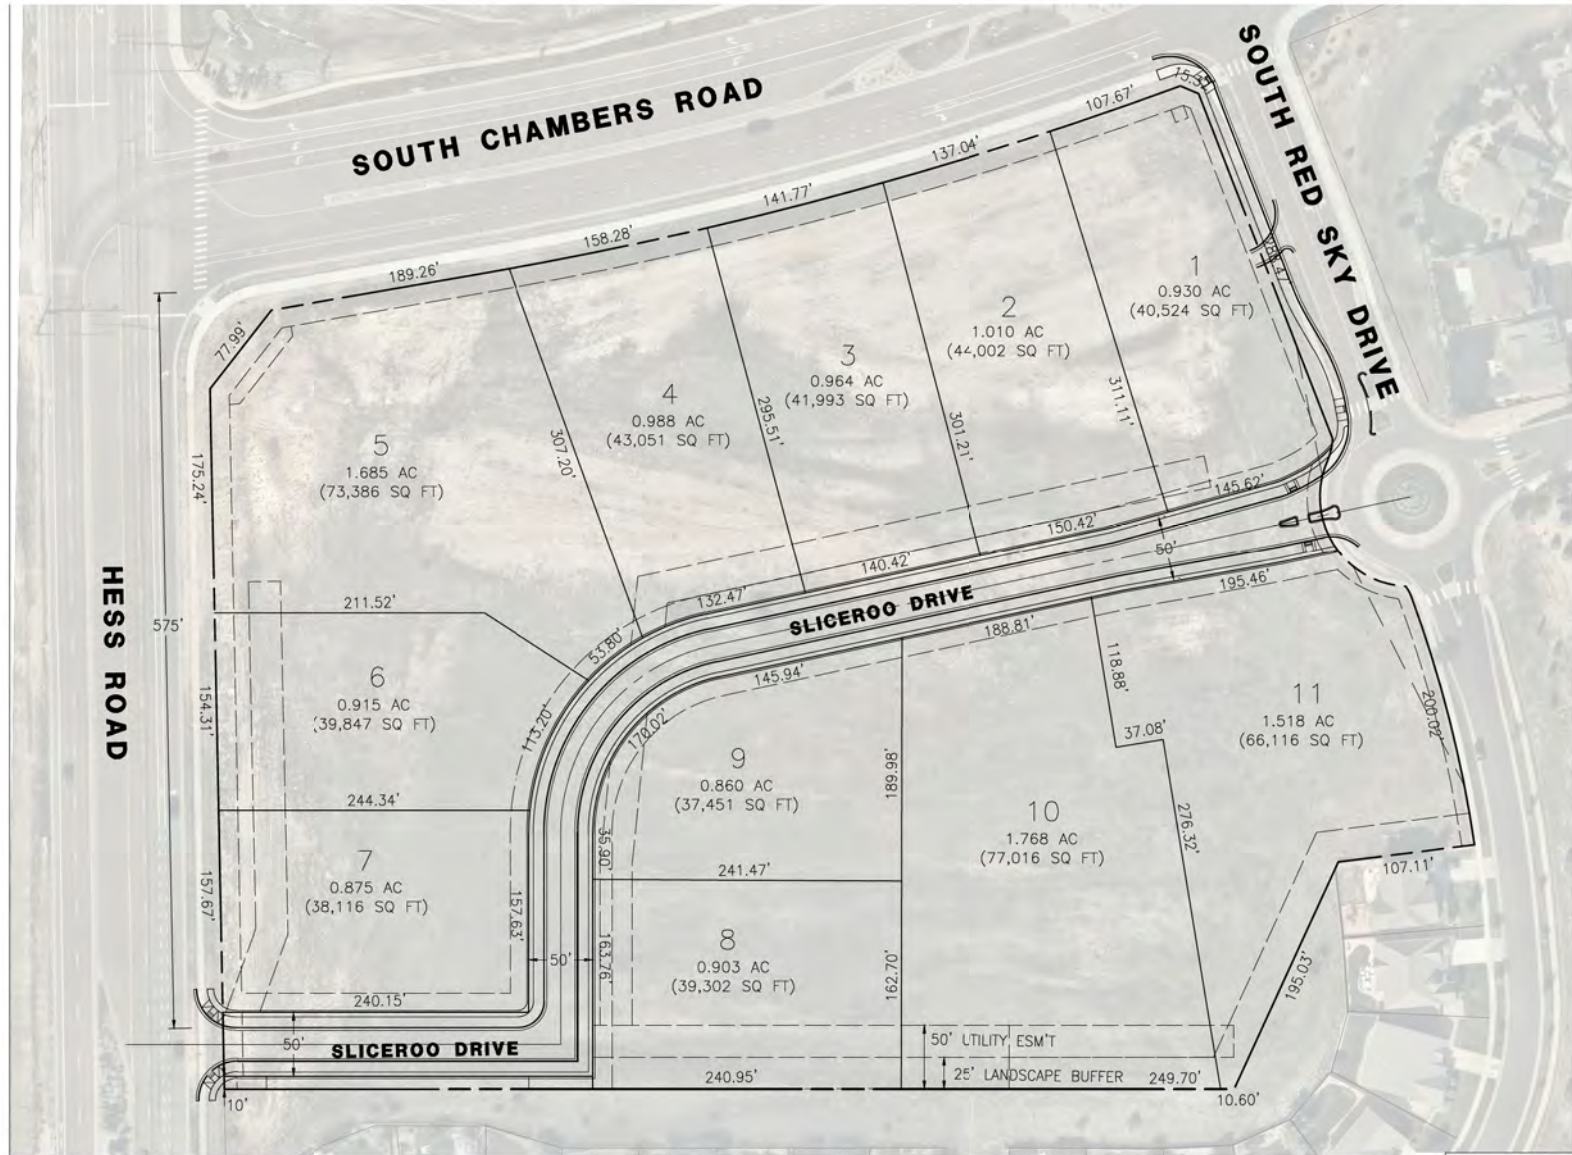 SOUTH CHAMBERS ROAD
SOUTH RED SKY DRIVE
HESS ROAD
15.37'
107.67'
137.04'
141.77'
158.28'
189.26'
77.99'
175.24'
575'
154.31'
157.67'
1
0.930 AC
(40,524 SQ FT)
2
1.010 AC
(44,002 SQ FT)
3
0.964 AC
(41,993 SQ FT)
4
0.988 AC
(43,051 SQ FT)
5
1.685 AC
(73,386 SQ FT)
311.11'
301.21'
295.51'
307.20'
145.62'
150.42'
140.42'
132.47'
53.80'
113.20'
50'
SLICEROO DRIVE
195.46'
188.81'
145.94'
170.02'
211.52'
6
0.915 AC
(39,847 SQ FT)
244.34'
7
0.875 AC
(38,116 SQ FT)
157.63'
240.15'
50'
35.90'
163.76'
9
0.860 AC
(37,451 SQ FT)
189.98'
241.47'
8
0.903 AC
(39,302 SQ FT)
162.70'
118.88'
37.08'
276.32'
10
1.768 AC
(77,016 SQ FT)
11
1.518 AC
(66,116 SQ FT)
200.02'
107.11'
195.03'
50'
SLICEROO DRIVE
10'
50' UTILITY ESM'T
25' LANDSCAPE BUFFER
240.95'
249.70'
10.60'